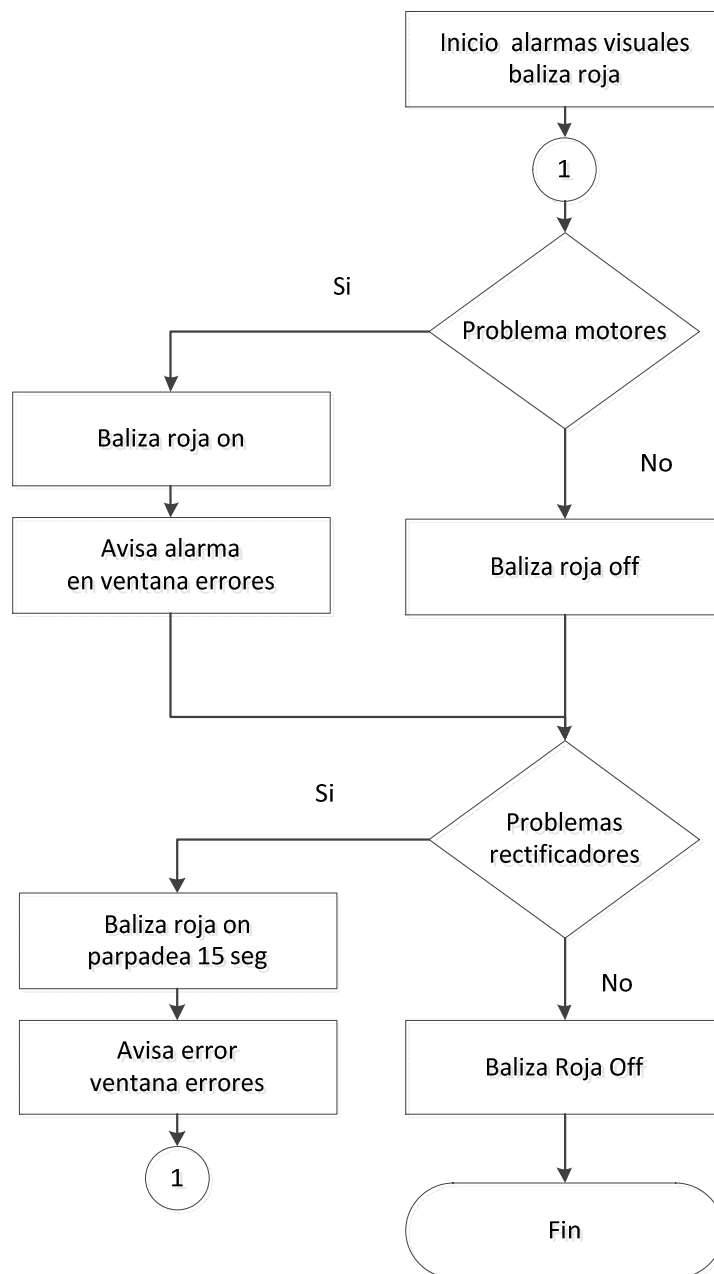 Inicio alarmas visuales
baliza roja
1
Problema motores
Si
No
Baliza roja on
Avisa alarma
en ventana errores
Baliza roja off
Problemas
rectificadores
Si
No
Baliza roja on
parpadea 15 seg
Avisa error
ventana errores
1
Baliza Roja Off
Fin